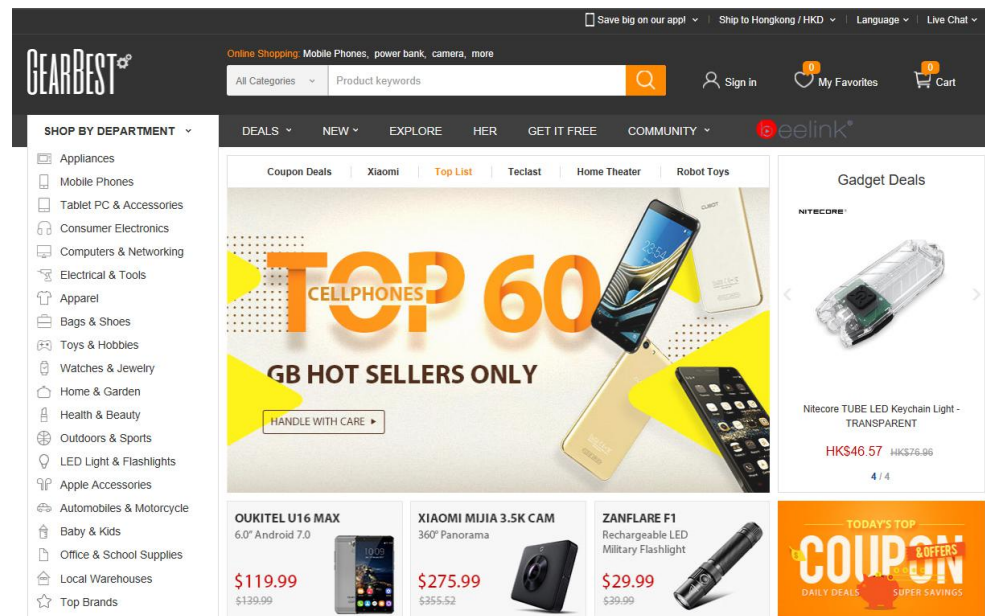 Save big on our app!
Ship to Hongkong / HKD
Language
Live Chat
GEARBEST
Online Shopping: Mobile Phones, power bank, camera, more
All Categories
Product keywords
Sign in
0
My Favorites
0
Cart
SHOP BY DEPARTMENT
DEALS
NEW
EXPLORE
HER
GET IT FREE
COMMUNITY
beelink
Appliances
Mobile Phones
Tablet PC & Accessories
Consumer Electronics
Computers & Networking
Electrical & Tools
Apparel
Bags & Shoes
Toys & Hobbies
Watches & Jewelry
Home & Garden
Health & Beauty
Outdoors & Sports
LED Light & Flashlights
Apple Accessories
Automobiles & Motorcycle
Baby & Kids
Office & School Supplies
Local Warehouses
Top Brands
Coupon Deals
Xiaomi
Top List
Teclast
Home Theater
Robot Toys
TOP 60
CELLPHONES
GB HOT SELLERS ONLY
HANDLE WITH CARE
CUBOT
23:54
Gadget Deals
NITECORE
Nitecore TUBE LED Keychain Light -
TRANSPARENT
HK$46.57 HK$76.96
4 / 4
OUKITEL U16 MAX
6.0" Android 7.0
$119.99
$139.99
10:09
XIAOMI MIJIA 3.5K CAM
360° Panorama
$275.99
$355.52
ZANFLARE F1
Rechargeable LED
Military Flashlight
$29.99
$39.99
TODAY'S TOP
COUPON
& OFFERS
DAILY DEALS
SUPER SAVINGS